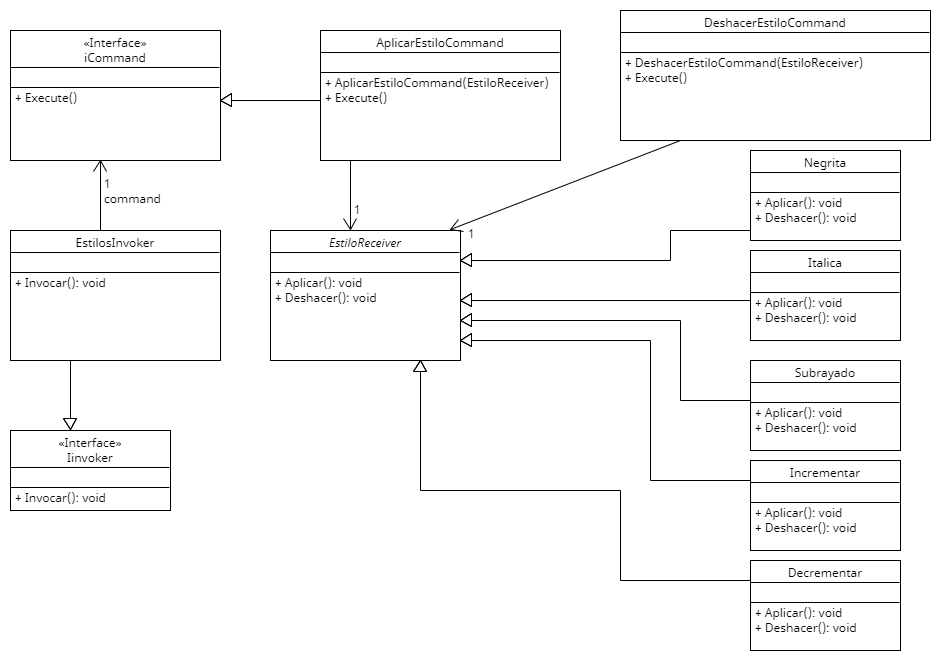 «Interface»
iCommand
+ Execute()
AplicarEstiloCommand
+ AplicarEstiloCommand(EstiloReceiver)
+ Execute()
DeshacerEstiloCommand
+ DeshacerEstiloCommand(EstiloReceiver)
+ Execute()
1
command
1
1
EstilosInvoker
+ Invocar(): void
EstiloReceiver
+ Aplicar(): void
+ Deshacer(): void
«Interface»
Iinvoker
+ Invocar(): void
Negrita
+ Aplicar(): void
+ Deshacer(): void
Italica
+ Aplicar(): void
+ Deshacer(): void
Subrayado
+ Aplicar(): void
+ Deshacer(): void
Incrementar
+ Aplicar(): void
+ Deshacer(): void
Decrementar
+ Aplicar(): void
+ Deshacer(): void